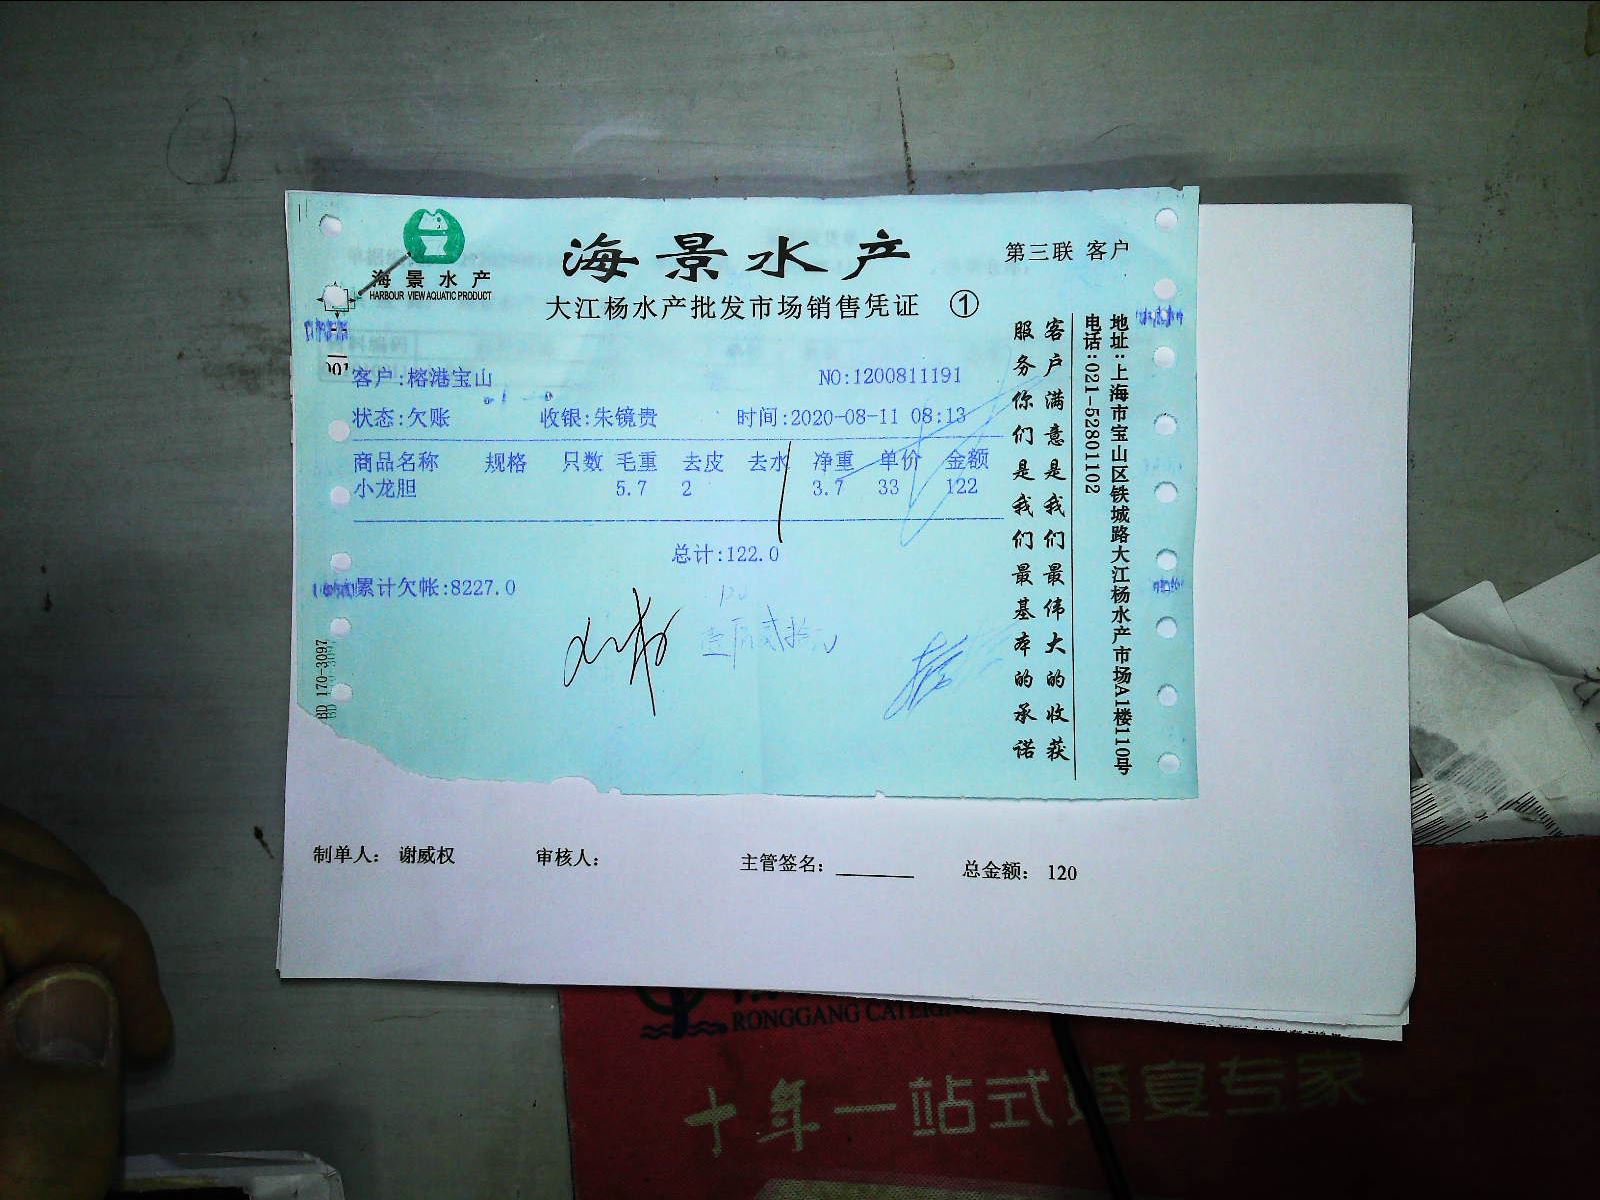 海景水产
HARBOUR VIEW AQUATIC PRODUCT
海景水产
第三联 客户
大江杨水产批发市场销售凭证 ①
客户:榕港宝山 NO:1200811191
状态:欠账 收银:朱镜贵 时间:2020-08-11 08:13
商品名称 规格 只数 毛重 去皮 去水 净重 单价 金额
小龙胆 5.7 2 3.7 33 122
总计:122.0
累计欠帐:8227.0
120
壹佰贰拾元
客户满意是我们最伟大的收获
服务你们是我们最基本的承诺
地址:上海市宝山区铁城路大江杨水产市场A1楼110号
电话:021-52801102
BD 170-3097
制单人: 谢威权 审核人: 主管签名: 总金额: 120
RONGGANG CATERING
十年一站式婚宴专家